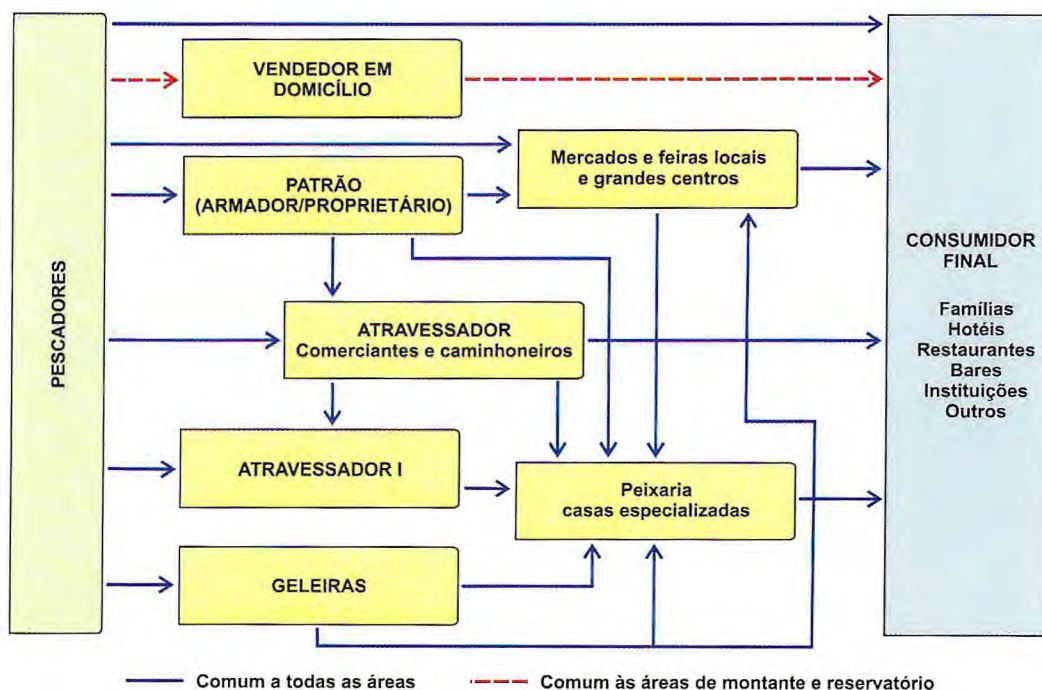 PESCADORES
VENDEDOR EM
DOMICÍLIO
Mercados e feiras locais
e grandes centros
PATRÃO
(ARMADOR/PROPRIETÁRIO)
ATRAVESSADOR
Comerciantes e caminhoneiros
ATRAVESSADOR I
Peixaria
casas especializadas
GELEIRAS
CONSUMIDOR
FINAL
Famílias
Hotéis
Restaurantes
Bares
Instituições
Outros
Comum a todas as áreas
Comum às áreas de montante e reservatório